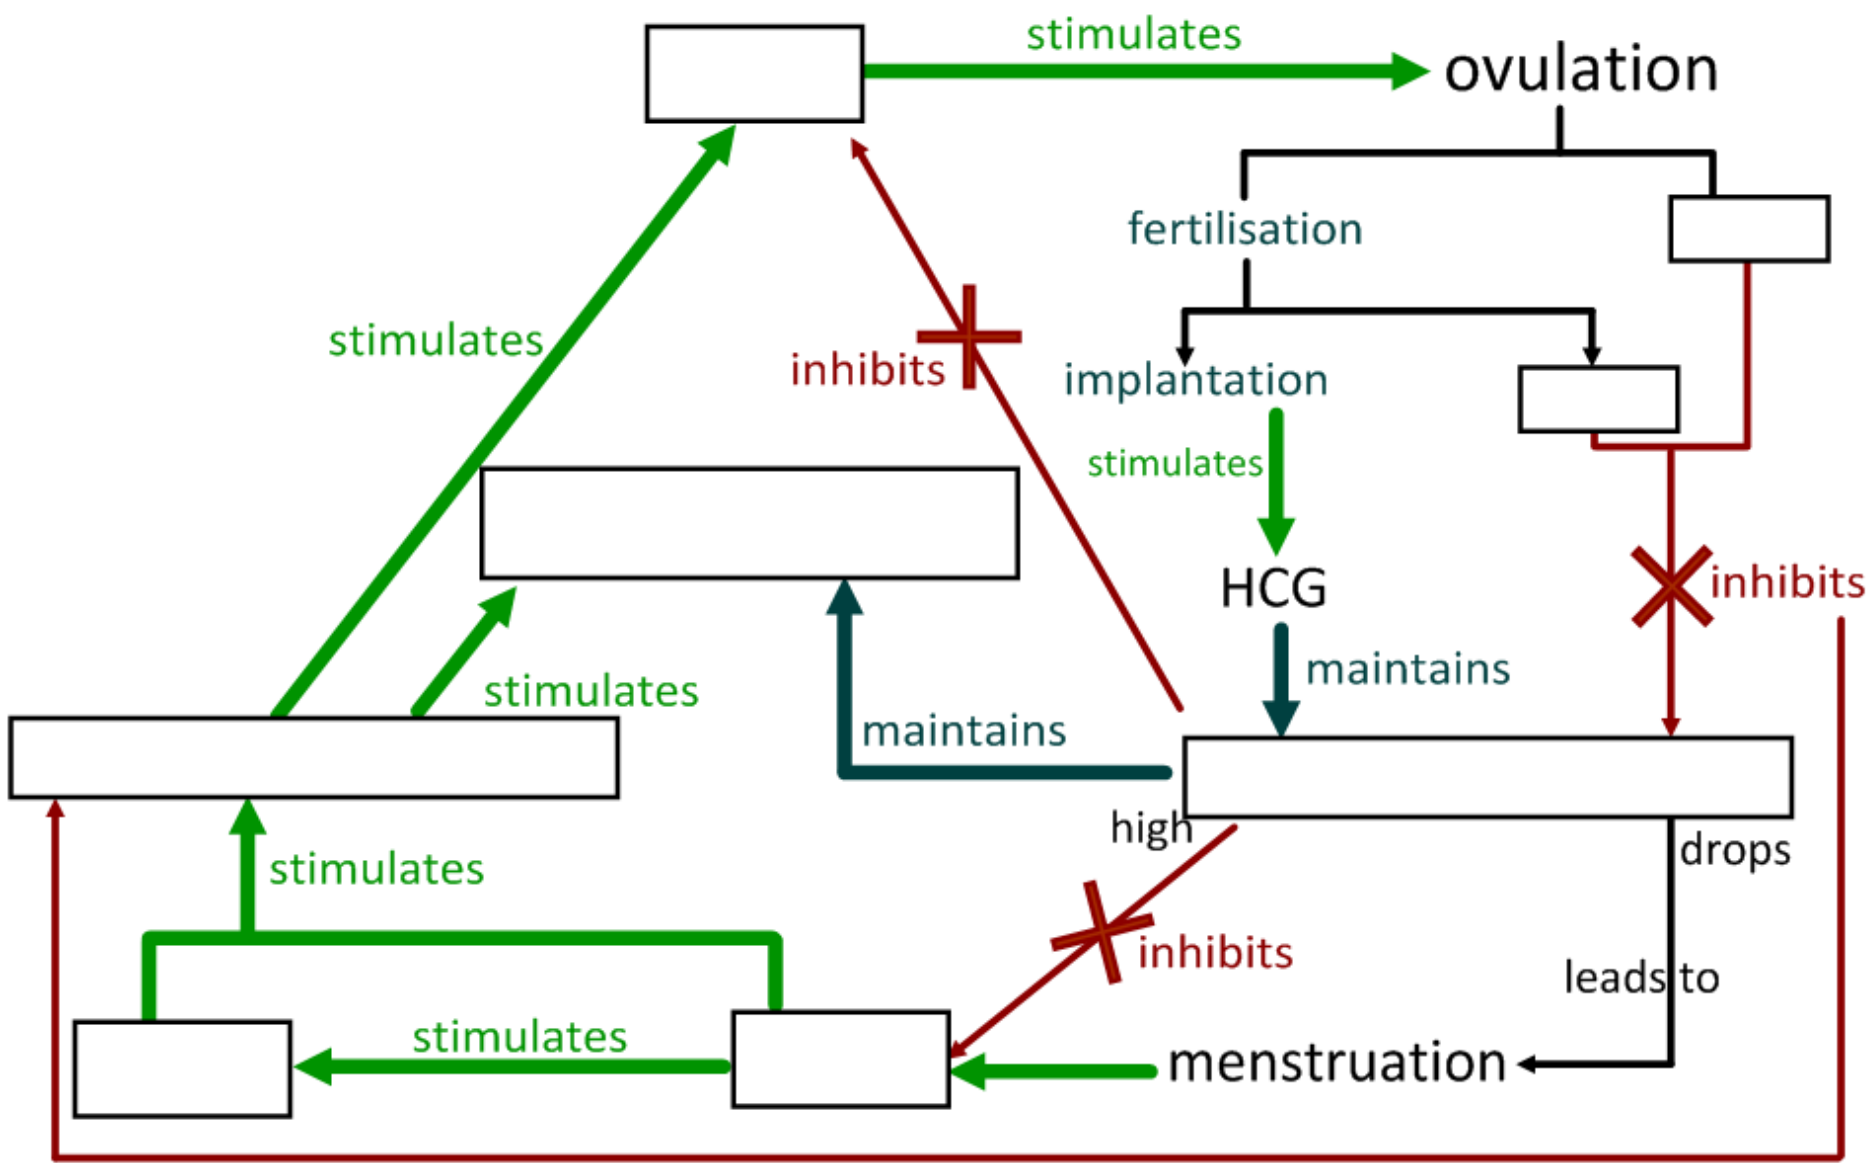 stimulates
ovulation
fertilisation
stimulates
inhibits
implantation
stimulates
HCG
inhibits
maintains
stimulates
maintains
high
drops
stimulates
inhibits
leads to
stimulates
menstruation